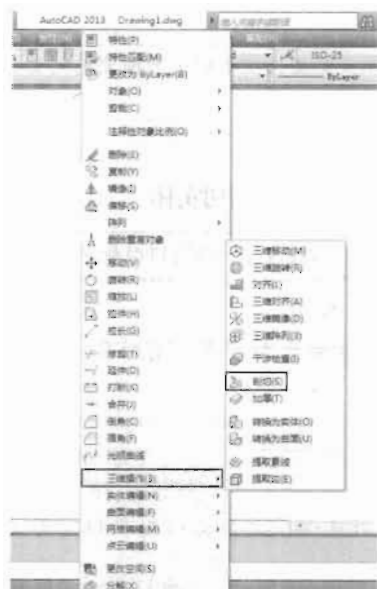 AutoCAD 2013 Drawing1.dwg
ISO-25
ByLayer
特性(P)
特性匹配(M)
更改为 ByLayer(B)
对象(O)
剪裁(C)
注释性对象比例(O)
删除(E)
复制(Y)
镜像(I)
偏移(S)
阵列
删除重复对象
移动(V)
旋转(R)
缩放(L)
拉伸(H)
拉长(G)
修剪(T)
延伸(D)
打断(K)
合并(J)
倒角(C)
圆角(F)
光顺曲线
三维操作(3)
实体编辑(N)
曲面编辑(F)
网格编辑(M)
点云编辑(U)
更改空间(S)
分解(X)
三维移动(M)
三维旋转(R)
对齐(L)
三维对齐(A)
三维镜像(D)
三维阵列(3)
干涉检查(I)
剖切(S)
加厚(T)
转换为实体(O)
转换为曲面(U)
提取素线
提取边(E)